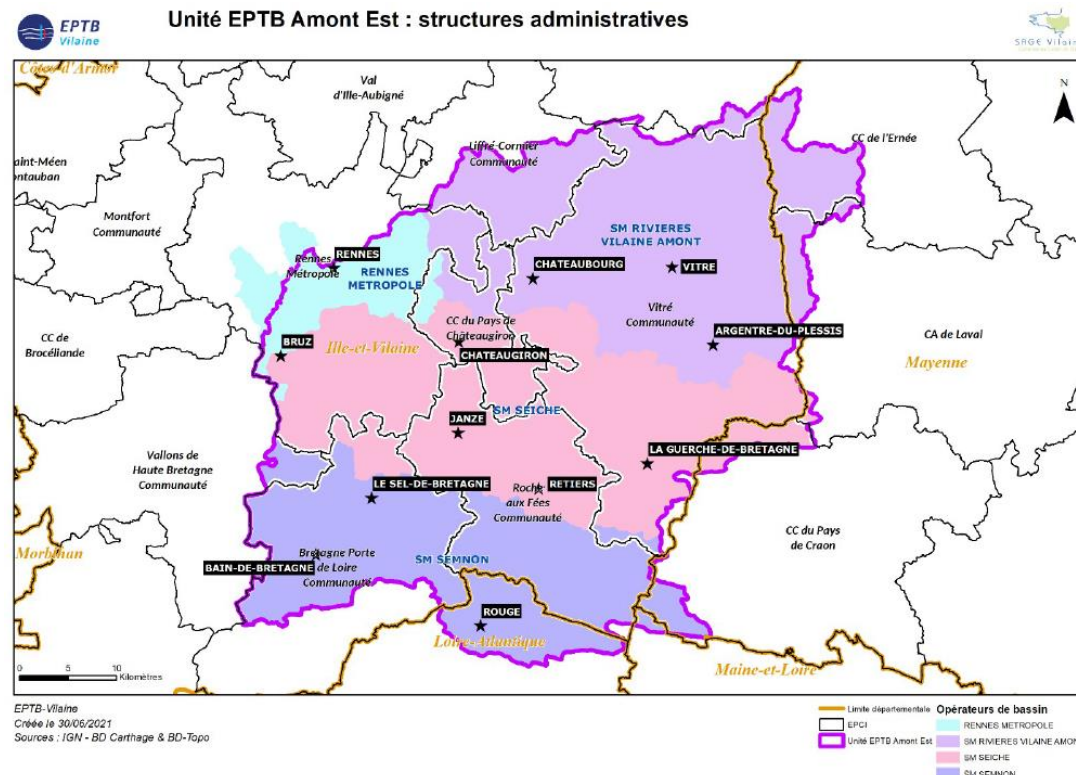 EPTB
Vilaine
Unité EPTB Amont Est : structures administratives
SAGE Vilaine
Côtes-d'Armor
Val
d'Ille-Aubigné
N
CC de l'Ernée
Liffré-Cormier
Communauté
aint-Méen
ontauban
Montfort
Communauté
SM RIVIERES
VILAINE AMONT
RENNES
Rennes
Métropole
RENNES
METROPOLE
CHATEAUBOURG
VITRE
Vitré
Communauté
CC du Pays de
Châteaugiron
ARGENTRE-DU-PLESSIS
CC de
Brocéliande
BRUZ
Ille-et-Vilaine
CHATEAUGIRON
CA de Laval
Mayenne
SM SEICHE
JANZE
LA GUERCHE-DE-BRETAGNE
Vallons de
Haute Bretagne
Communauté
LE SEL-DE-BRETAGNE
RETIERS
Roche
aux Fées
Communauté
CC du Pays
de Craon
Morbihan
BAIN-DE-BRETAGNE
Bretagne Porte
de Loire
Communauté
SM SEMNON
ROUGE
Loire-Atlantique
Maine-et-Loire
0 5 10
Kilomètres
EPTB-Vilaine
Créée le 30/06/2021
Sources : IGN - BD Carthage & BD-Topo
Limite départementale
EPCI
Unité EPTB Amont Est
Opérateurs de bassin
RENNES METROPOLE
SM RIVIERES VILAINE AMON
SM SEICHE
SM SEMNON